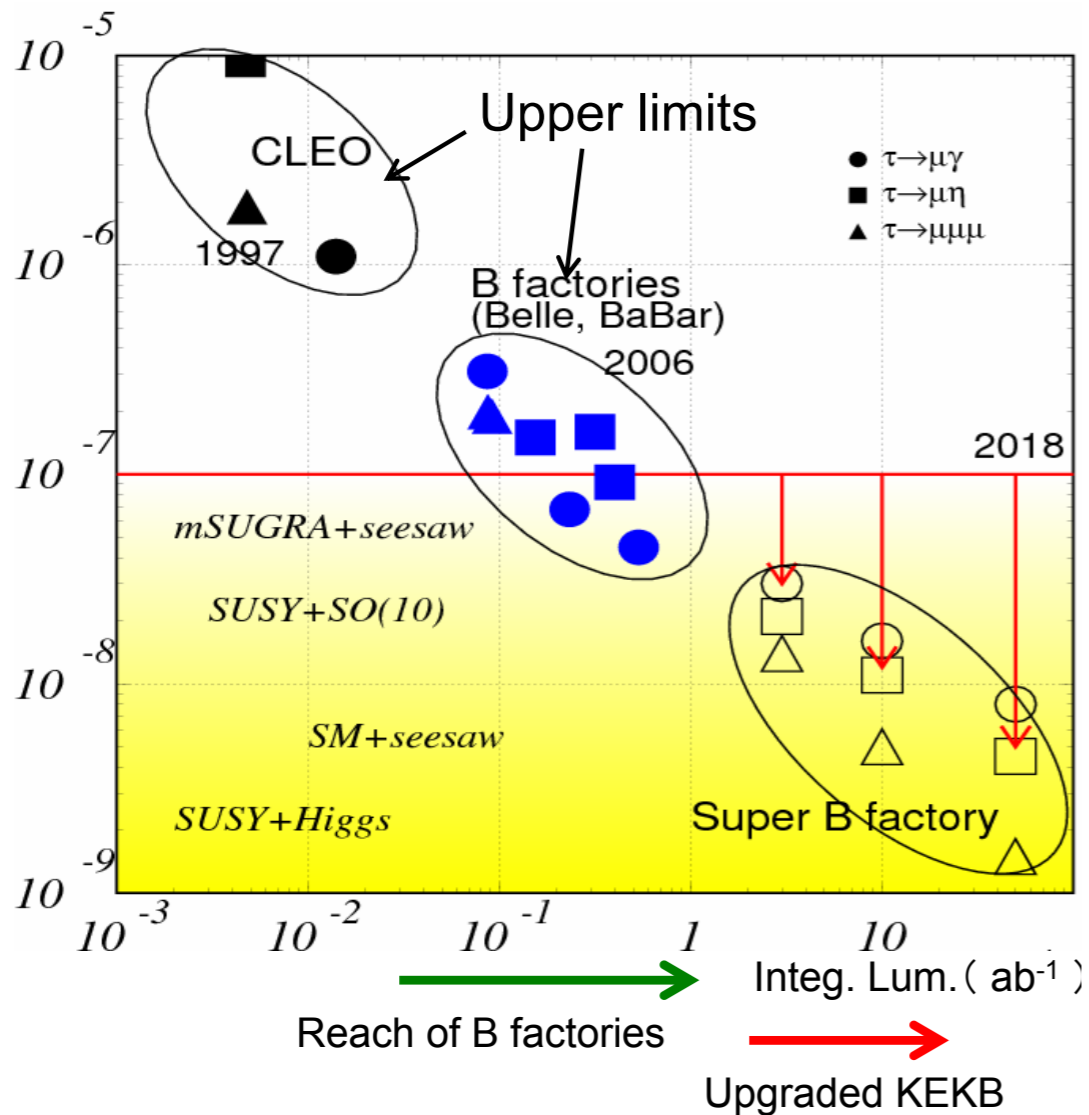 10 -5
Upper limits
CLEO
τ→μγ
τ→μη
τ→μμμ
1997
10 -6
B factories
(Belle, BaBar)
2006
10 -7
2018
mSUGRA+seesaw
SUSY+SO(10)
10 -8
SM+seesaw
SUSY+Higgs
Super B factory
10 -9
10 -3 10 -2 10 -1 1 10
Integ. Lum. ( ab-1 )
Reach of B factories
Upgraded KEKB